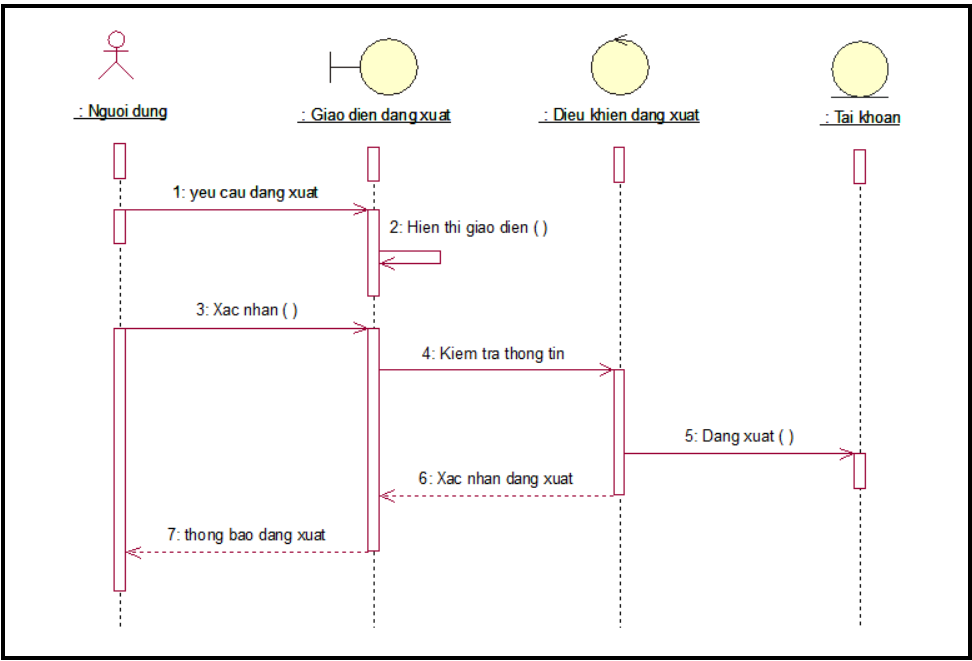 : Nguoi dung
: Giao dien dang xuat
: Dieu khien dang xuat
: Tai khoan
1: yeu cau dang xuat
2: Hien thi giao dien ( )
3: Xac nhan ( )
4: Kiem tra thong tin
5: Dang xuat ( )
6: Xac nhan dang xuat
7: thong bao dang xuat